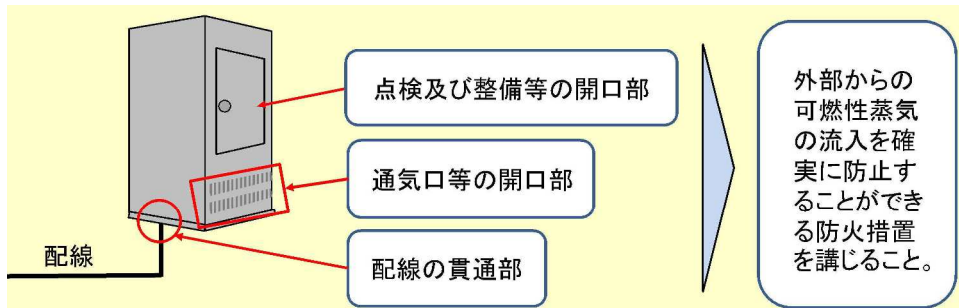 点検及び整備等の開口部
通気口等の開口部
配線の貫通部
配線
外部からの
可燃性蒸気
の流入を確
実に防止す
ることができ
る防火措置
を講じること。